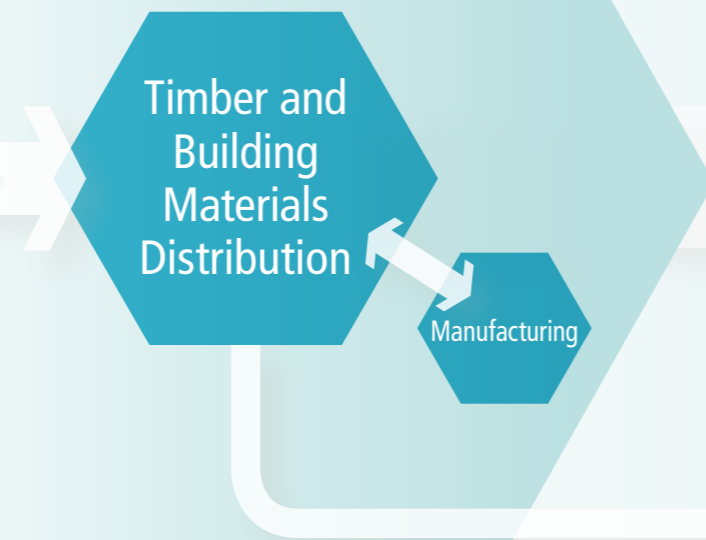 Timber and
Building
Materials
Distribution
Manufacturing